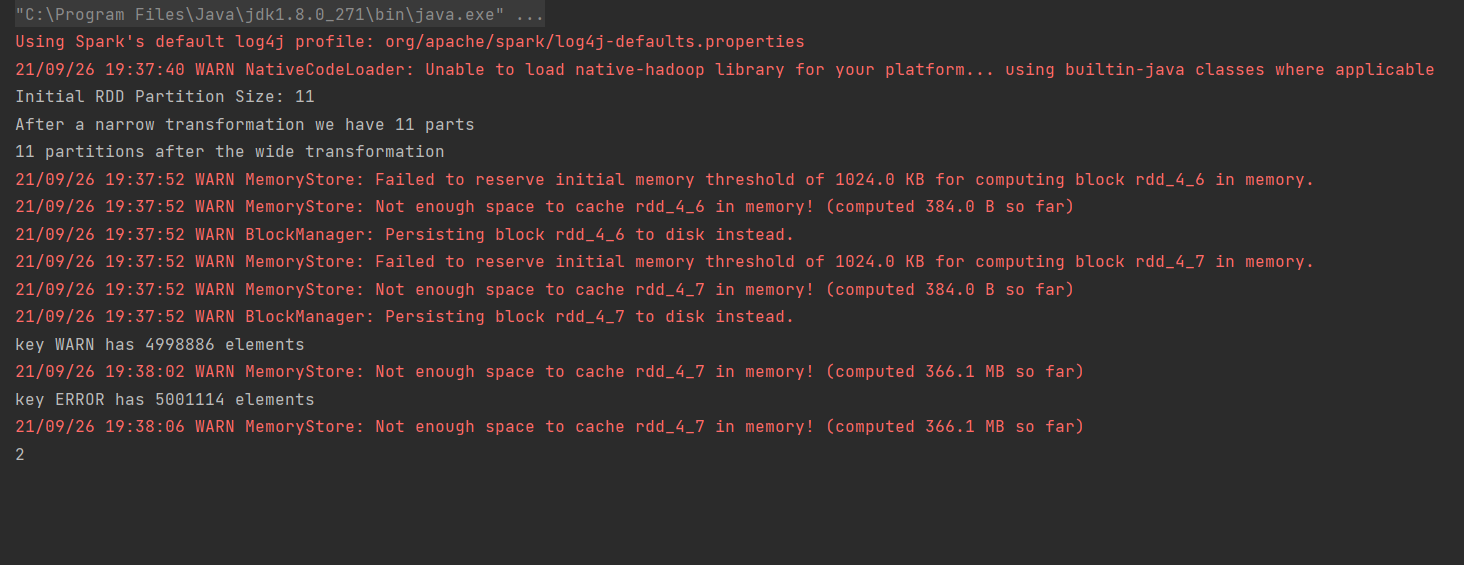 "C:\Program Files\Java\jdk1.8.0_271\bin\java.exe" ...
Using Spark's default log4j profile: org/apache/spark/log4j-defaults.properties
21/09/26 19:37:40 WARN NativeCodeLoader: Unable to load native-hadoop library for your platform... using builtin-java classes where applicable
Initial RDD Partition Size: 11
After a narrow transformation we have 11 parts
11 partitions after the wide transformation
21/09/26 19:37:52 WARN MemoryStore: Failed to reserve initial memory threshold of 1024.0 KB for computing block rdd_4_6 in memory.
21/09/26 19:37:52 WARN MemoryStore: Not enough space to cache rdd_4_6 in memory! (computed 384.0 B so far)
21/09/26 19:37:52 WARN BlockManager: Persisting block rdd_4_6 to disk instead.
21/09/26 19:37:52 WARN MemoryStore: Failed to reserve initial memory threshold of 1024.0 KB for computing block rdd_4_7 in memory.
21/09/26 19:37:52 WARN MemoryStore: Not enough space to cache rdd_4_7 in memory! (computed 384.0 B so far)
21/09/26 19:37:52 WARN BlockManager: Persisting block rdd_4_7 to disk instead.
key WARN has 4998886 elements
21/09/26 19:38:02 WARN MemoryStore: Not enough space to cache rdd_4_7 in memory! (computed 366.1 MB so far)
key ERROR has 5001114 elements
21/09/26 19:38:06 WARN MemoryStore: Not enough space to cache rdd_4_7 in memory! (computed 366.1 MB so far)
2